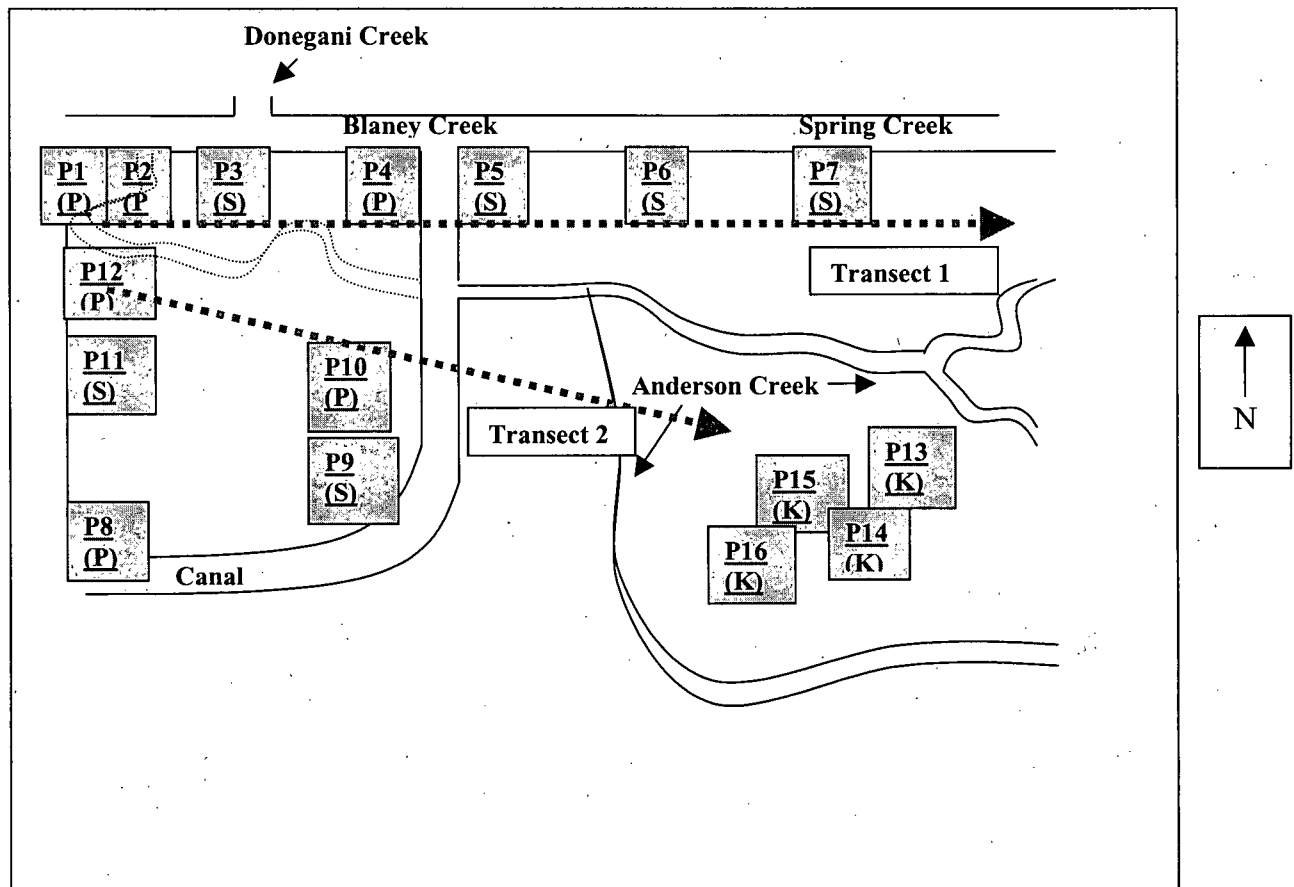 Donegani Creek
Blaney Creek
Spring Creek
P1
(P)
P2
(P
P3
(S)
P4
(P)
P5
(S)
P6
(S
P7
(S)
P12
(P)
Transect 1
P11
(S)
P10
(P)
Anderson Creek
N
Transect 2
P9
(S)
P13
(K)
P15
(K)
P8
(P)
P14
(K)
P16
(K)
Canal